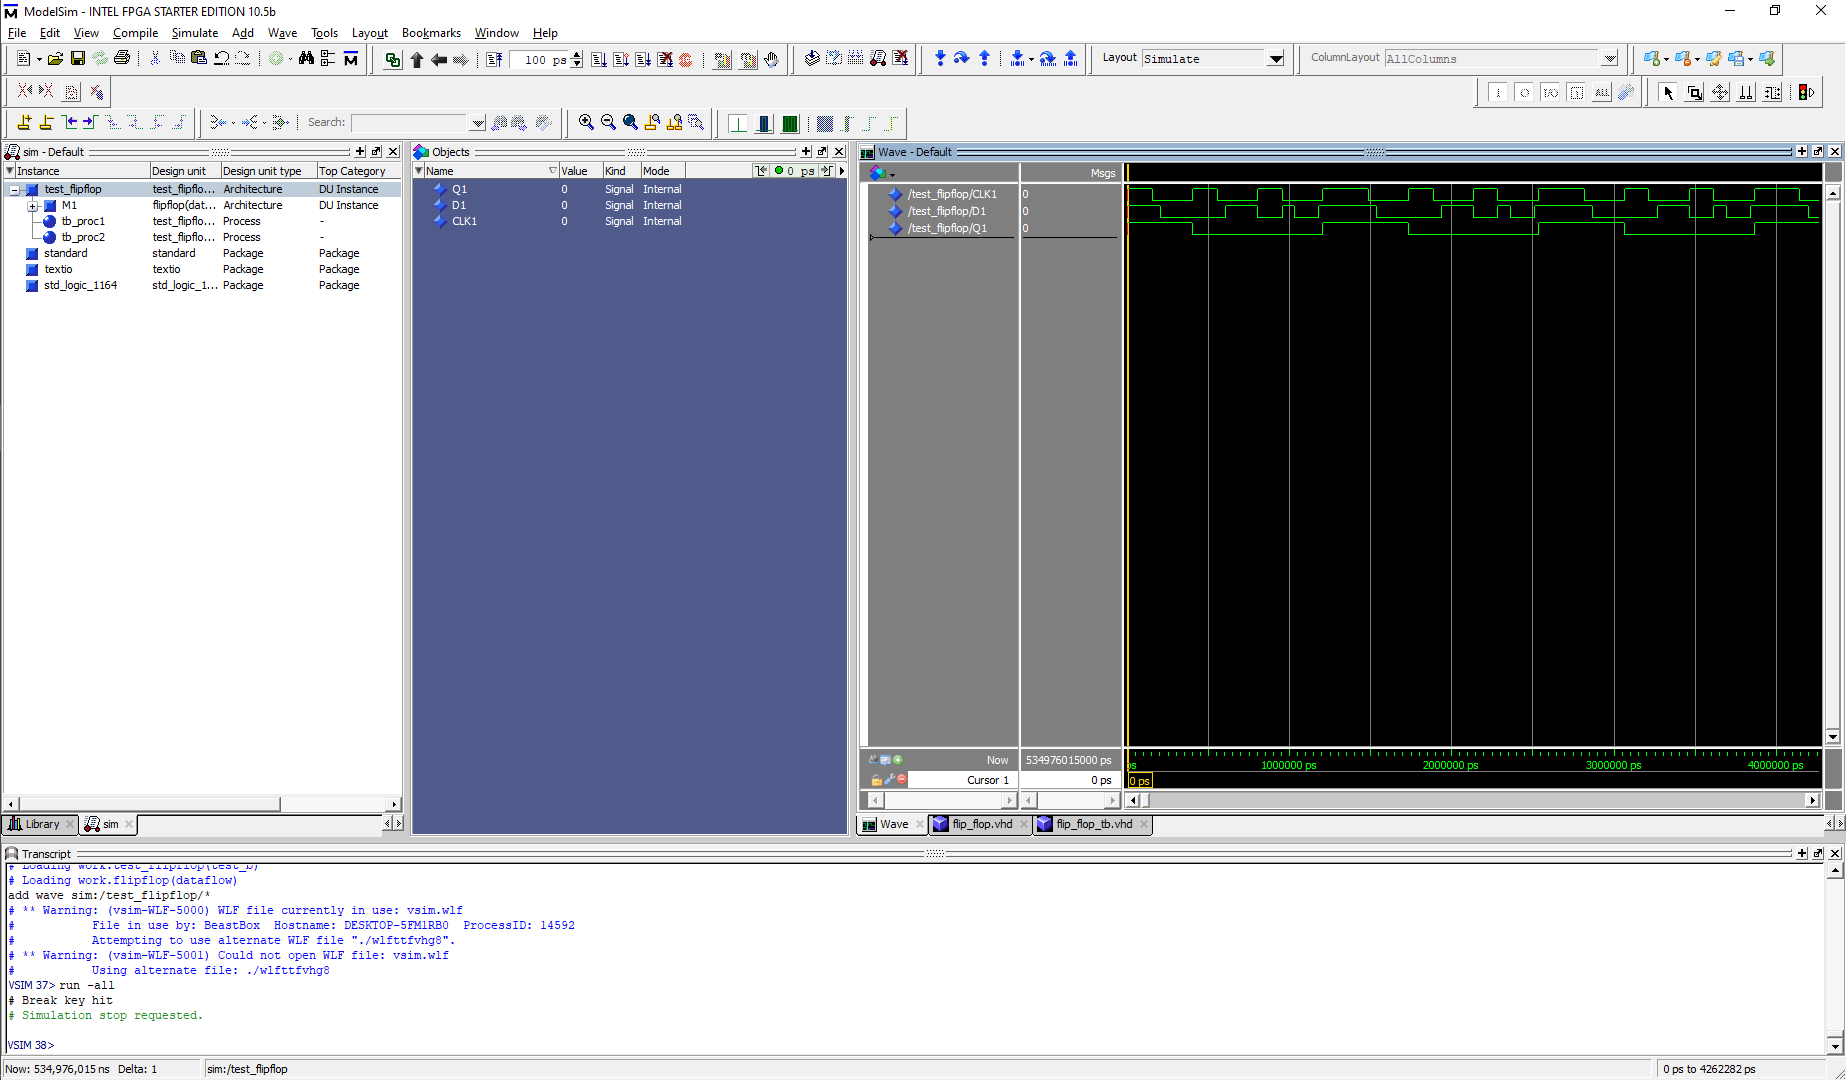 ModelSim - INTEL FPGA STARTER EDITION 10.5b
File Edit View Compile Simulate Add Wave Tools Layout Bookmarks Window Help
100 ps
Layout Simulate
ColumnLayout AllColumns
Search:
sim - Default
Instance Design unit Design unit type Top Category
test_flipflop test_flipflo... Architecture DU Instance
M1 flipflop(dat... Architecture DU Instance
tb_proc1 test_flipflo... Process -
tb_proc2 test_flipflo... Process -
standard standard Package Package
textio textio Package Package
std_logic_1164 std_logic_1... Package Package
Library sim
Objects
Name Value Kind Mode 0 ps
Q1 0 Signal Internal
D1 0 Signal Internal
CLK1 0 Signal Internal
Wave - Default
Msgs
/test_flipflop/CLK1 0
/test_flipflop/D1 0
/test_flipflop/Q1 0
Now 534976015000 ps
ps 1000000 ps 2000000 ps 3000000 ps 4000000 ps
Cursor 1 0 ps
0 ps
Wave flip_flop.vhd flip_flop_tb.vhd
Transcript
# Loading work.test_flipflop(test_b)
# Loading work.flipflop(dataflow)
add wave sim:/test_flipflop/*
# ** Warning: (vsim-WLF-5000) WLF file currently in use: vsim.wlf
# File in use by: BeastBox Hostname: DESKTOP-5FM1RB0 ProcessID: 14592
# Attempting to use alternate WLF file "./wlfttfvhg8".
# ** Warning: (vsim-WLF-5001) Could not open WLF file: vsim.wlf
# Using alternate file: ./wlfttfvhg8
VSIM 37> run -all
# Break key hit
# Simulation stop requested.
VSIM 38>
Now: 534,976,015 ns Delta: 1
sim:/test_flipflop
0 ps to 4262282 ps